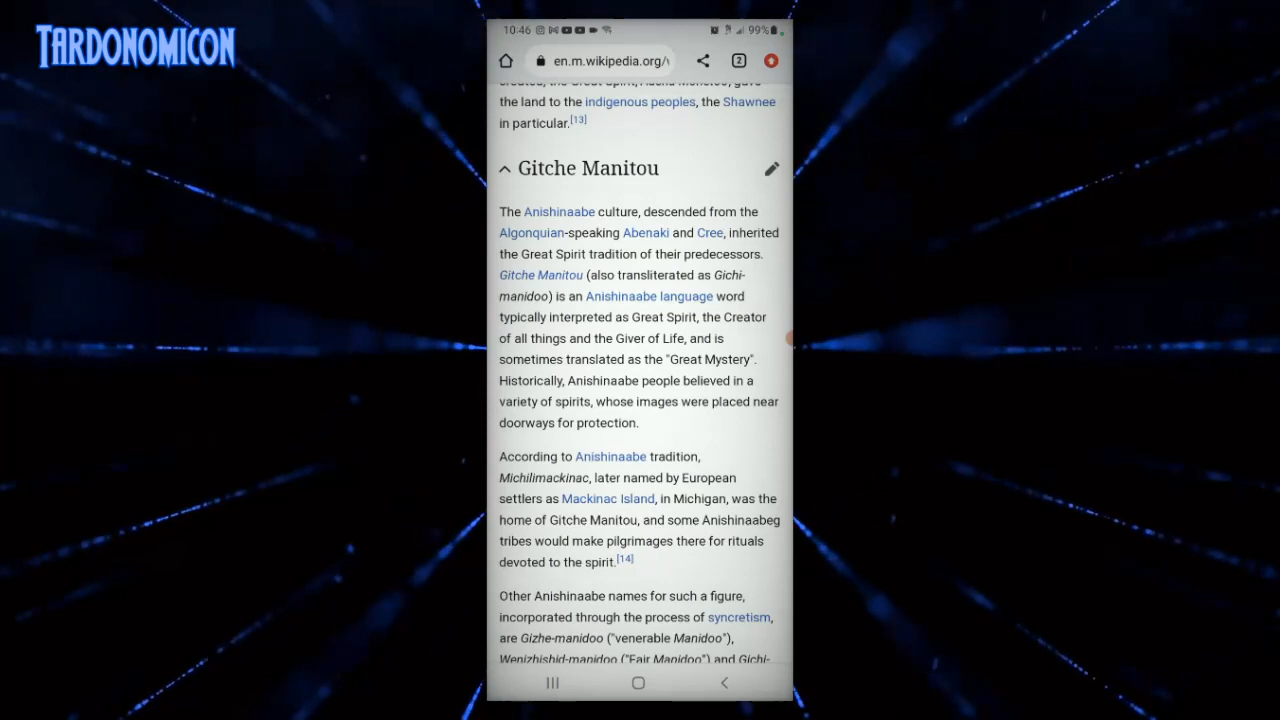 TARDONOMICON
10:46
99%
en.m.wikipedia.org/
2
the land to the indigenous peoples, the Shawnee
in particular.[13]
Gitche Manitou
The Anishinaabe culture, descended from the
Algonquian-speaking Abenaki and Cree, inherited
the Great Spirit tradition of their predecessors.
Gitche Manitou (also transliterated as Gichi-
manidoo) is an Anishinaabe language word
typically interpreted as Great Spirit, the Creator
of all things and the Giver of Life, and is
sometimes translated as the "Great Mystery".
Historically, Anishinaabe people believed in a
variety of spirits, whose images were placed near
doorways for protection.
According to Anishinaabe tradition,
Michilimackinac, later named by European
settlers as Mackinac Island, in Michigan, was the
home of Gitche Manitou, and some Anishinaabeg
tribes would make pilgrimages there for rituals
devoted to the spirit.[14]
Other Anishinaabe names for such a figure,
incorporated through the process of syncretism,
are Gizhe-manidoo ("venerable Manidoo"),
Wenizhishid-manidoo ("Fair Manidoo") and Gichi-